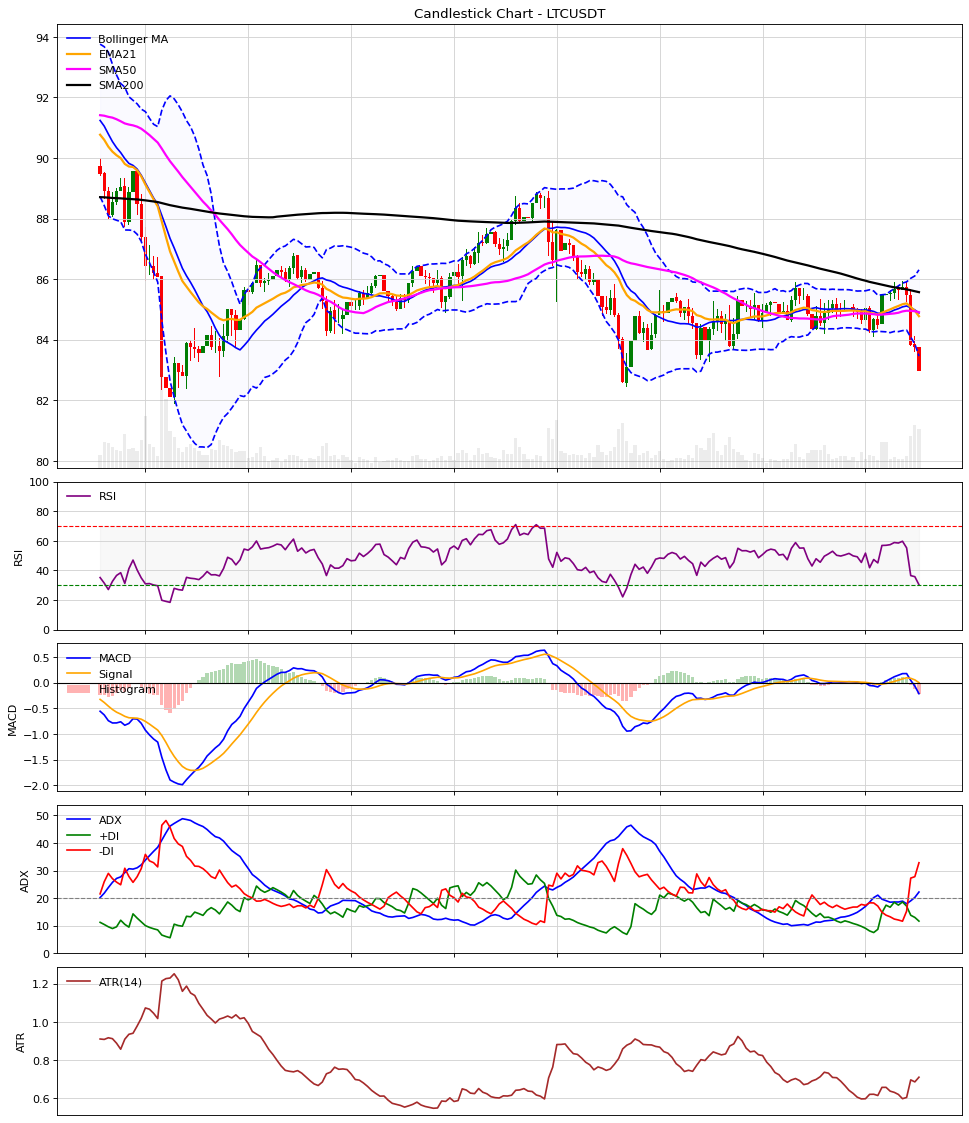 Candlestick Chart - LTCUSDT
94
92
90
88
86
84
82
80
Bollinger MA
EMA21
SMA50
SMA200
100
80
60
40
20
0
RSI
RSI
0.5
0.0
−0.5
−1.0
−1.5
−2.0
MACD
MACD
Signal
Histogram
50
40
30
20
10
0
ADX
ADX
+DI
-DI
1.2
1.0
0.8
0.6
ATR
ATR(14)